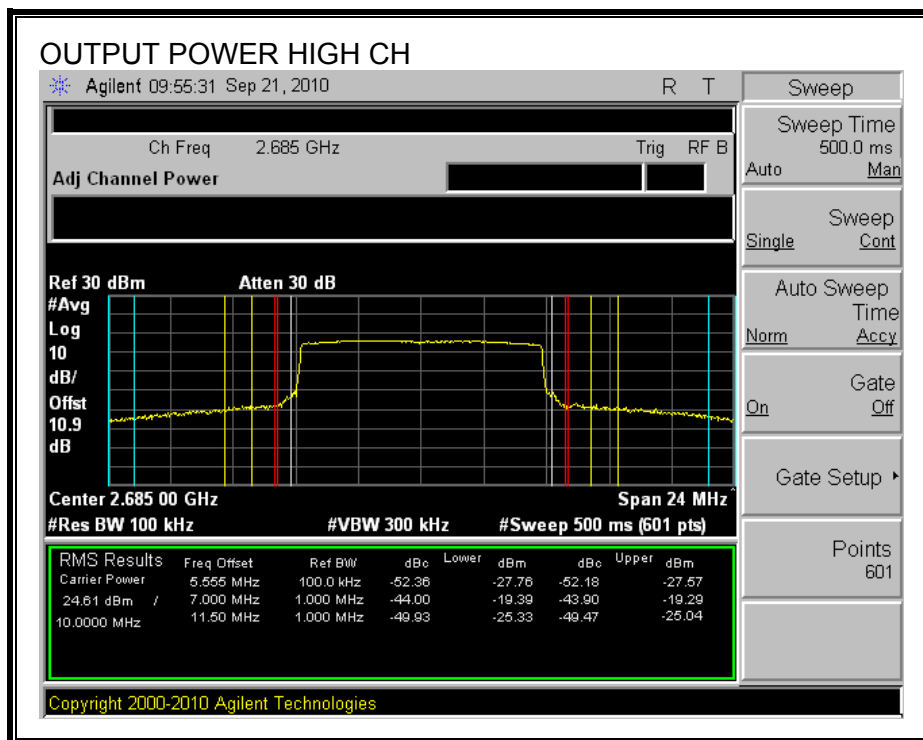 OUTPUT POWER HIGH CH
Agilent 09:55:31 Sep 21, 2010 R T
Ch Freq 2.685 GHz Trig RF B
Adj Channel Power
Ref 30 dBm Atten 30 dB
#Avg
Log
10
dB/
Offst
10.9
dB
Center 2.685 00 GHz Span 24 MHz^
#Res BW 100 kHz #VBW 300 kHz #Sweep 500 ms (601 pts)
RMS Results Freq Offset Ref BW dBc Lower dBm dBc Upper dBm
Carrier Power 5.555 MHz 100.0 kHz -52.36 -27.76 -52.18 -27.57
24.61 dBm / 7.000 MHz 1.000 MHz -44.00 -19.39 -43.90 -19.29
10.0000 MHz 11.50 MHz 1.000 MHz -49.93 -25.33 -49.47 -25.04
Copyright 2000-2010 Agilent Technologies
Sweep
Sweep Time
500.0 ms
Auto Man
Sweep
Single Cont
Auto Sweep
Time
Norm Accy
Gate
On Off
Gate Setup
Points
601